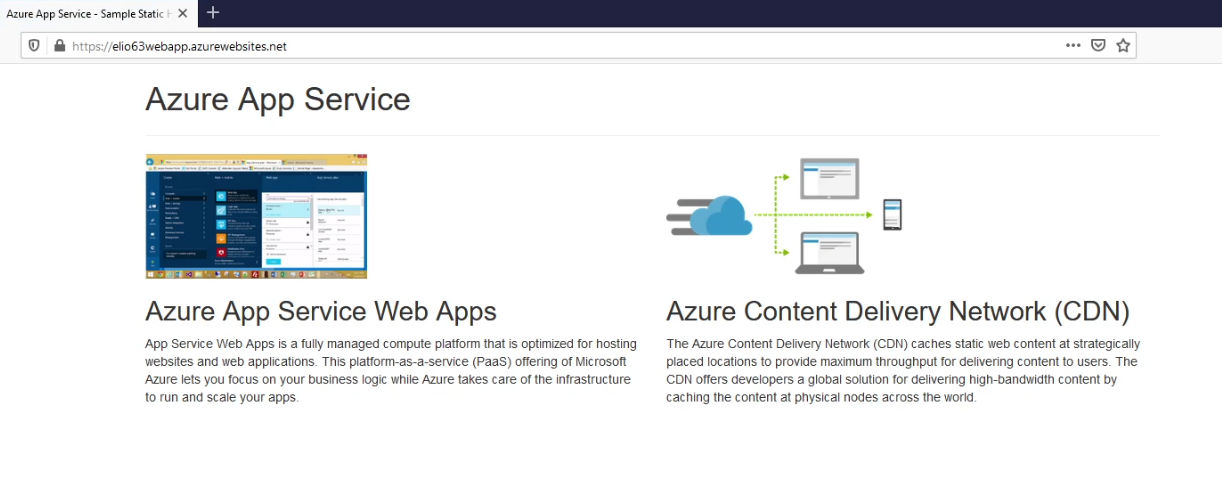 Azure App Service - Sample Static
https://elio63webapp.azurewebsites.net
Azure App Service
Azure App Service Web Apps
App Service Web Apps is a fully managed compute platform that is optimized for hosting
websites and web applications. This platform-as-a-service (PaaS) offering of Microsoft
Azure lets you focus on your business logic while Azure takes care of the infrastructure
to run and scale your apps.
Azure Content Delivery Network (CDN)
The Azure Content Delivery Network (CDN) caches static web content at strategically
placed locations to provide maximum throughput for delivering content to users. The
CDN offers developers a global solution for delivering high-bandwidth content by
caching the content at physical nodes across the world.